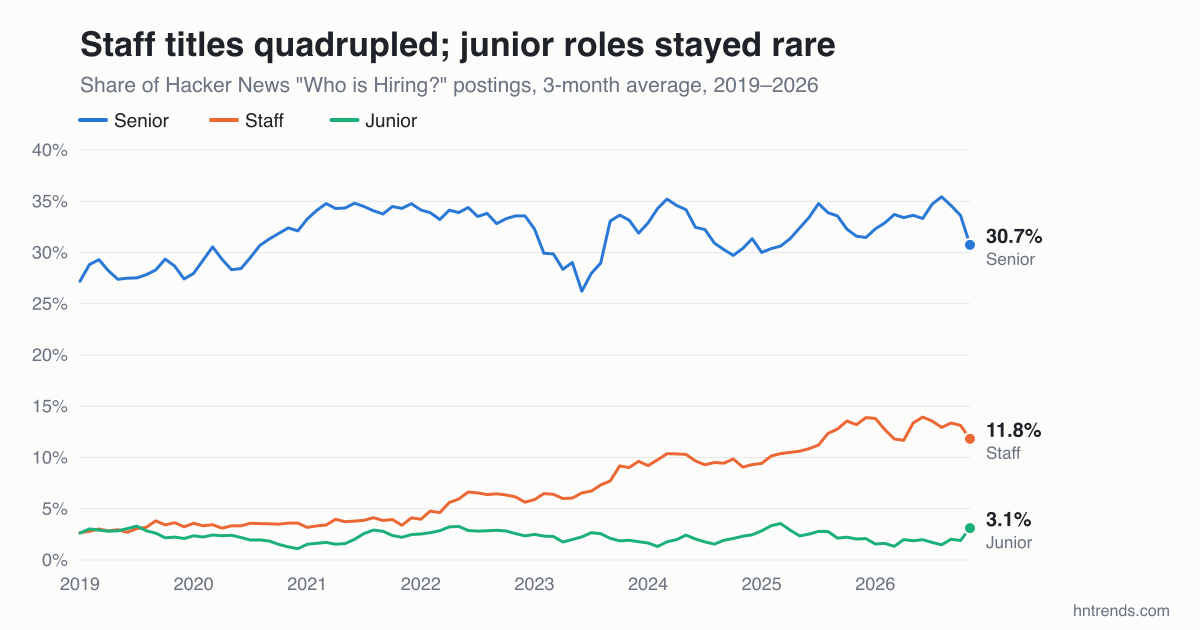 Staff titles quadrupled; junior roles stayed rare
Share of Hacker News "Who is Hiring?" postings, 3-month average, 2019–2026
Senior Staff Junior
40%
35%
30%
25%
20%
15%
10%
5%
0%
30.7%
Senior
11.8%
Staff
3.1%
Junior
2019 2020 2021 2022 2023 2024 2025 2026
hntrends.com